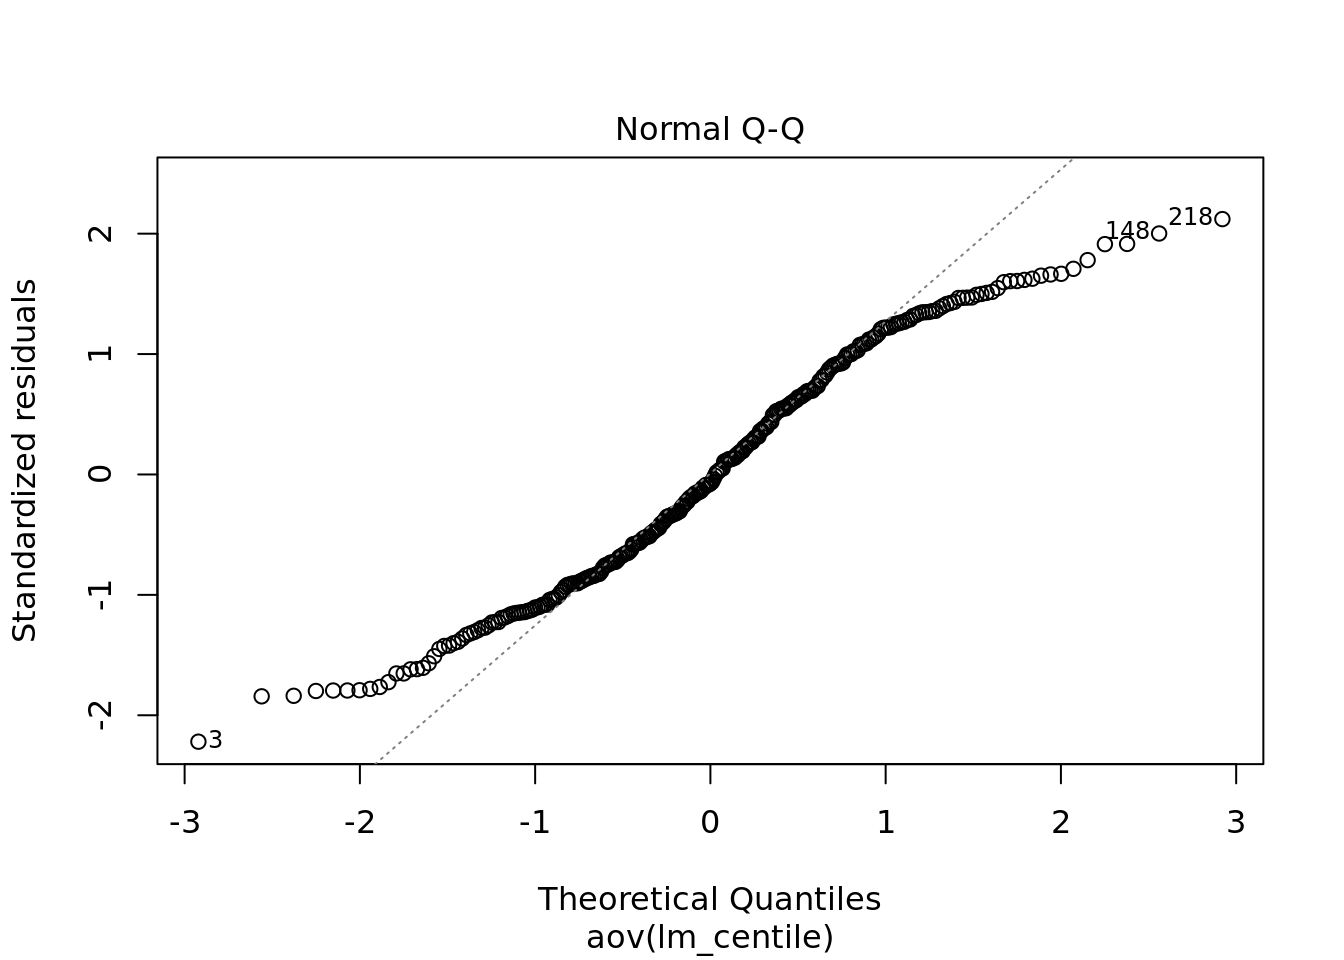 Normal Q-Q
Standardized residuals
2
1
0
-1
-2
148
218
3
-3 -2 -1 0 1 2 3
Theoretical Quantiles
aov(lm_centile)